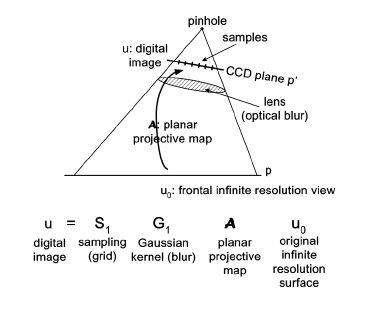 pinhole
samples
u: digital
image
CCD plane p'
lens
(optical blur)
A: planar
projective map
p
u₀: frontal infinite resolution view
u = S₁ G₁ A u₀
digital image
sampling (grid)
Gaussian kernel (blur)
planar projective map
original infinite resolution surface